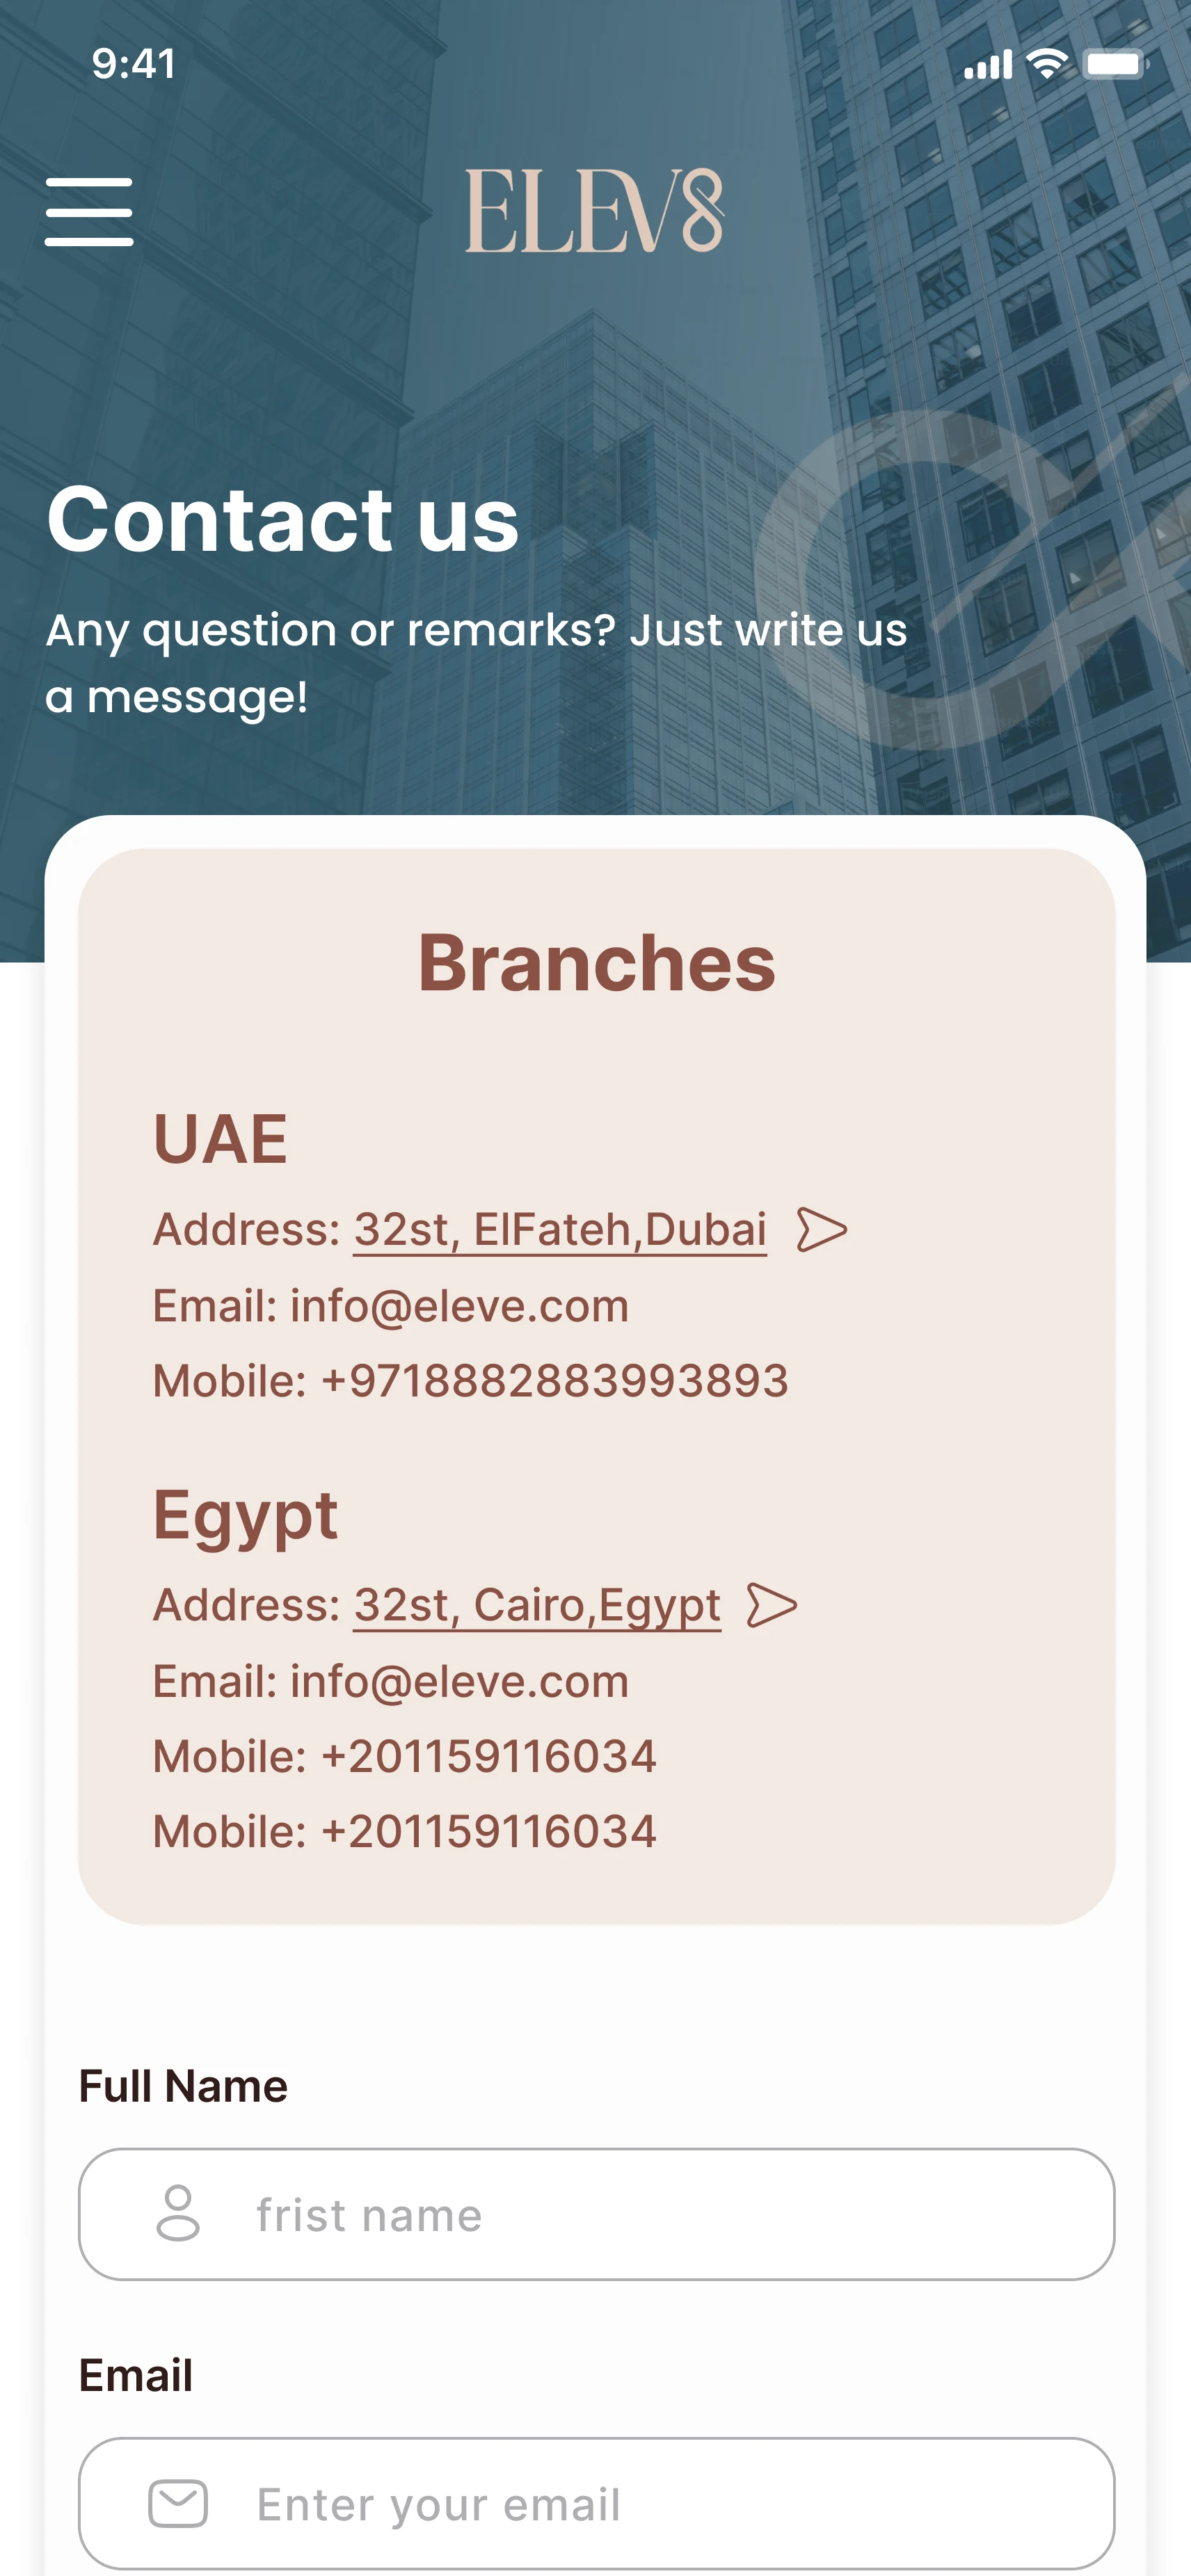 9:41
ELEV8
Contact us
Any question or remarks? Just write us
a message!
Branches
UAE
Address: 32st, ElFateh,Dubai
Email: info@eleve.com
Mobile: +9718882883993893
Egypt
Address: 32st, Cairo,Egypt
Email: info@eleve.com
Mobile: +201159116034
Mobile: +201159116034
Full Name
frist name
Email
Enter your email